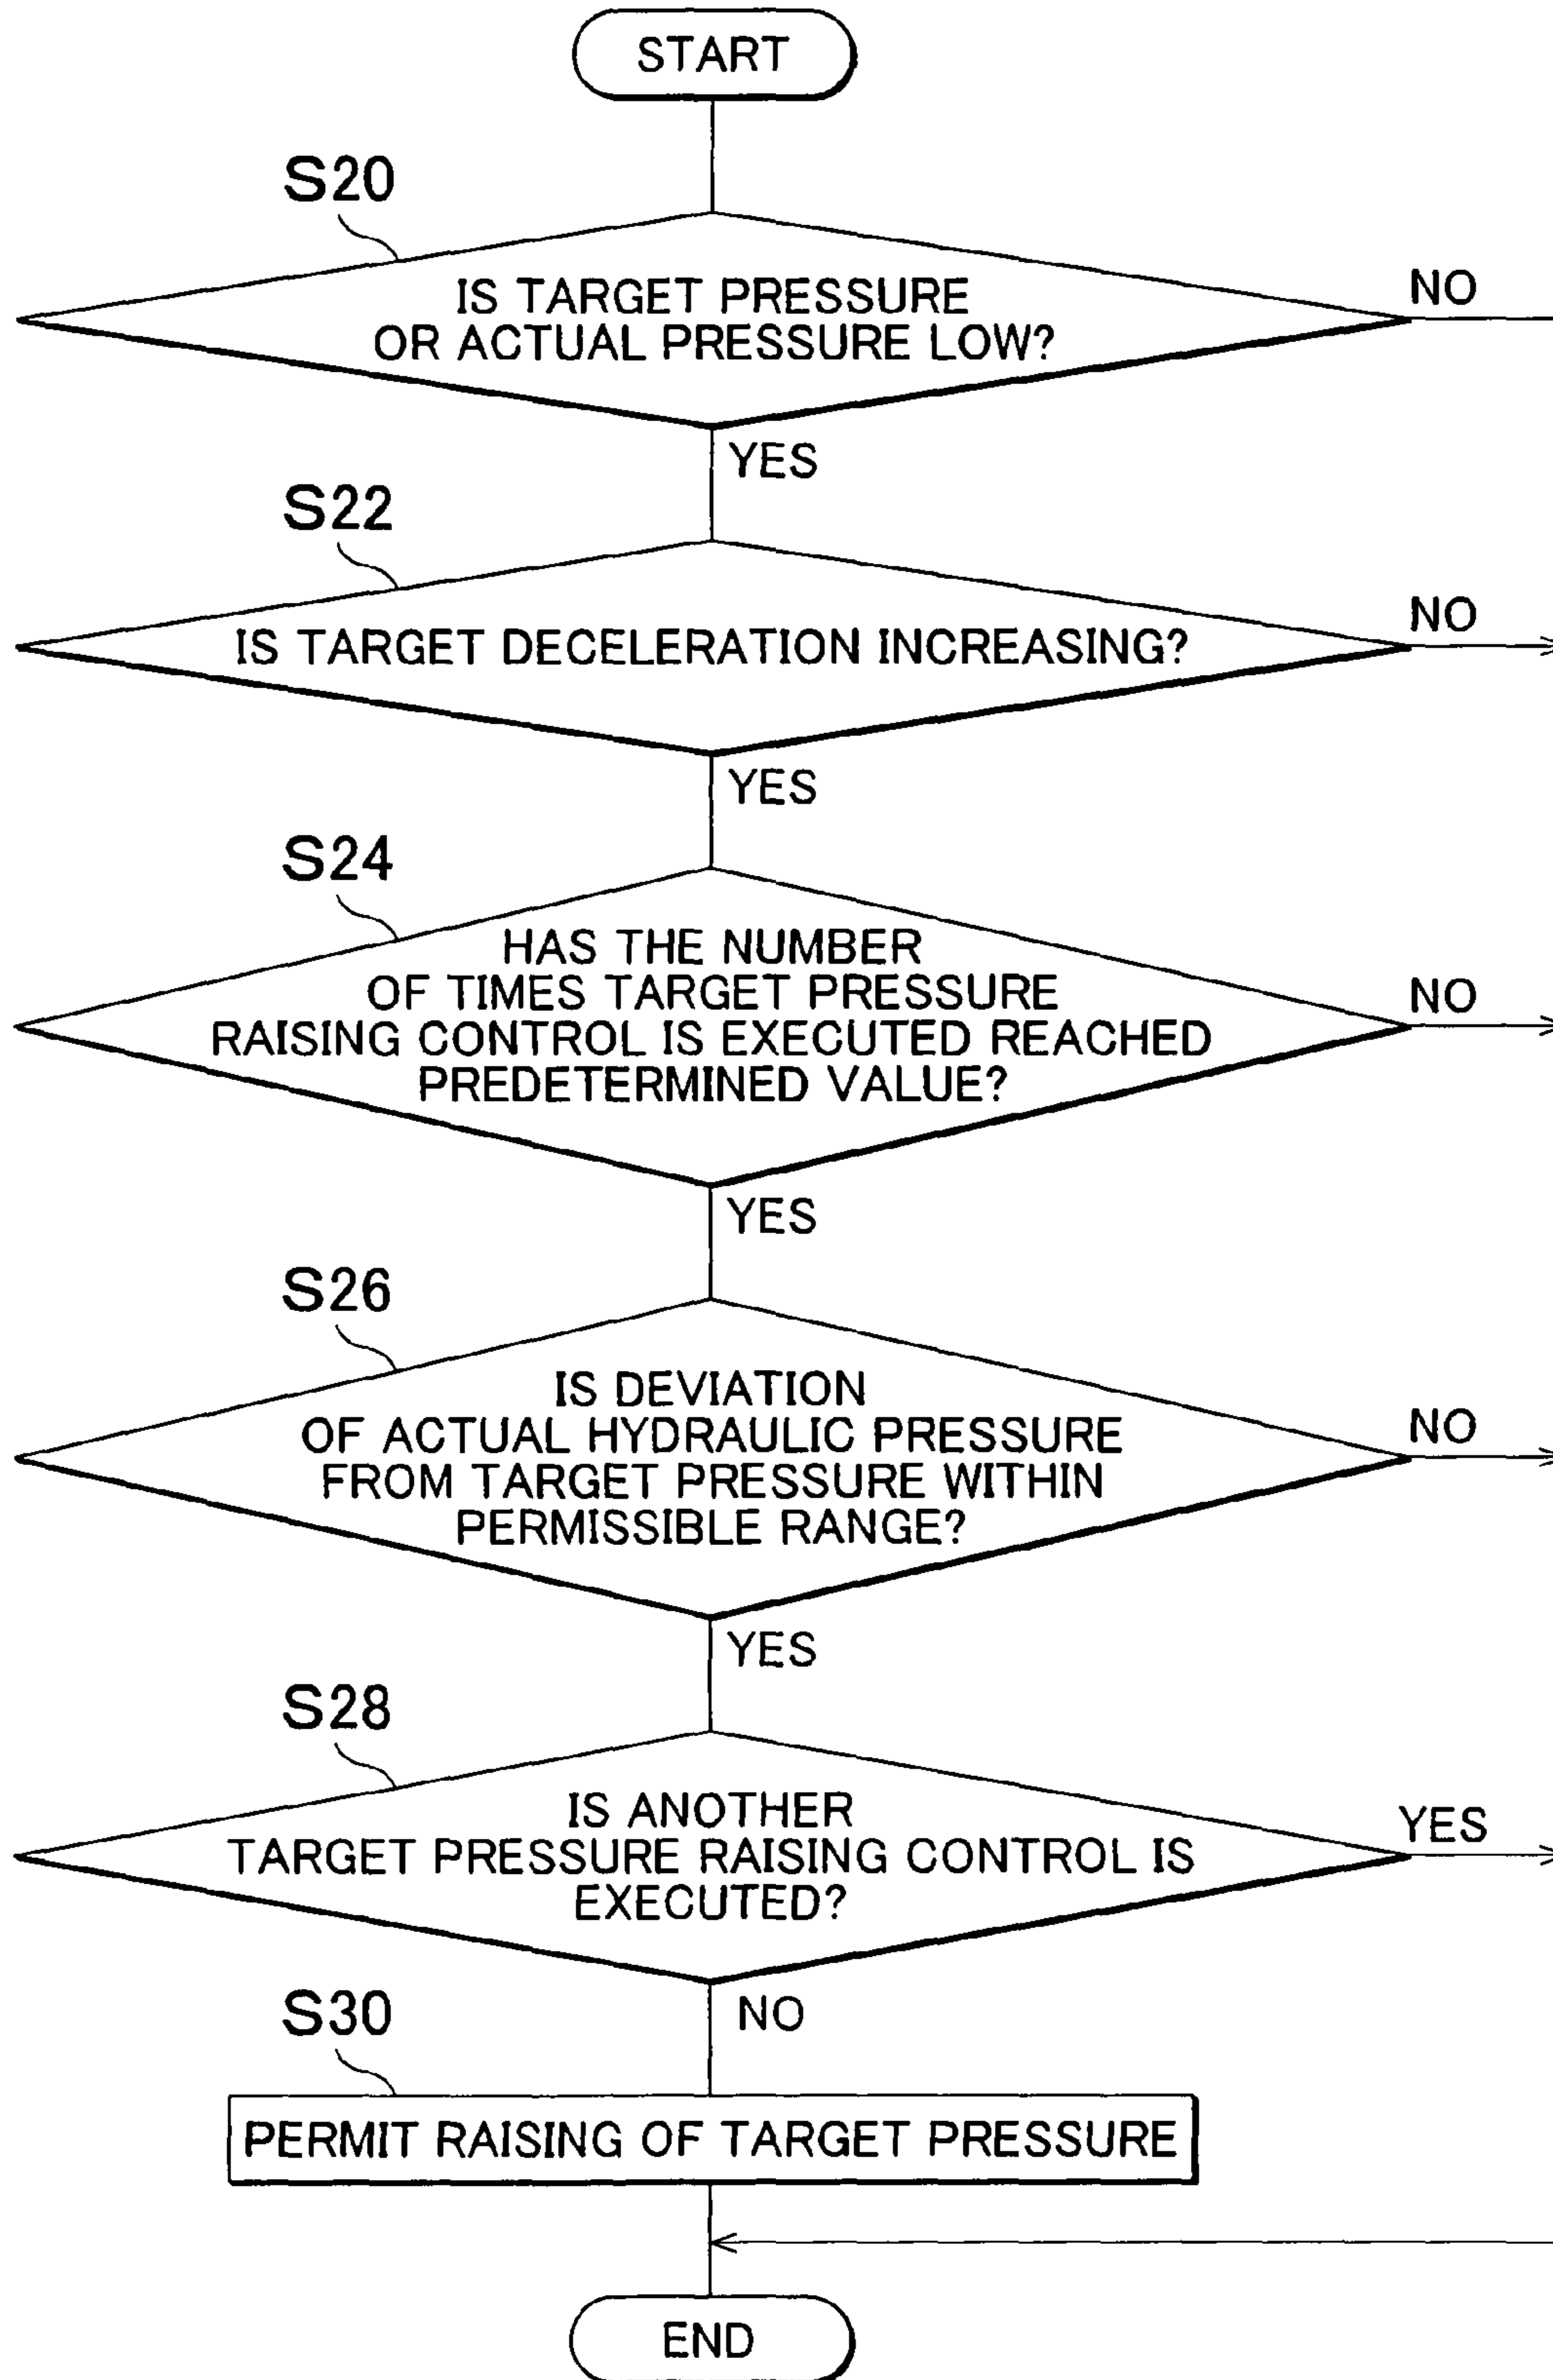 START
S20
IS TARGET PRESSURE
OR ACTUAL PRESSURE LOW?
NO
YES
S22
IS TARGET DECELERATION INCREASING?
NO
YES
S24
HAS THE NUMBER
OF TIMES TARGET PRESSURE
RAISING CONTROL IS EXECUTED REACHED
PREDETERMINED VALUE?
NO
YES
S26
IS DEVIATION
OF ACTUAL HYDRAULIC PRESSURE
FROM TARGET PRESSURE WITHIN
PERMISSIBLE RANGE?
NO
YES
S28
IS ANOTHER
TARGET PRESSURE RAISING CONTROL IS
EXECUTED?
YES
NO
S30
PERMIT RAISING OF TARGET PRESSURE
END